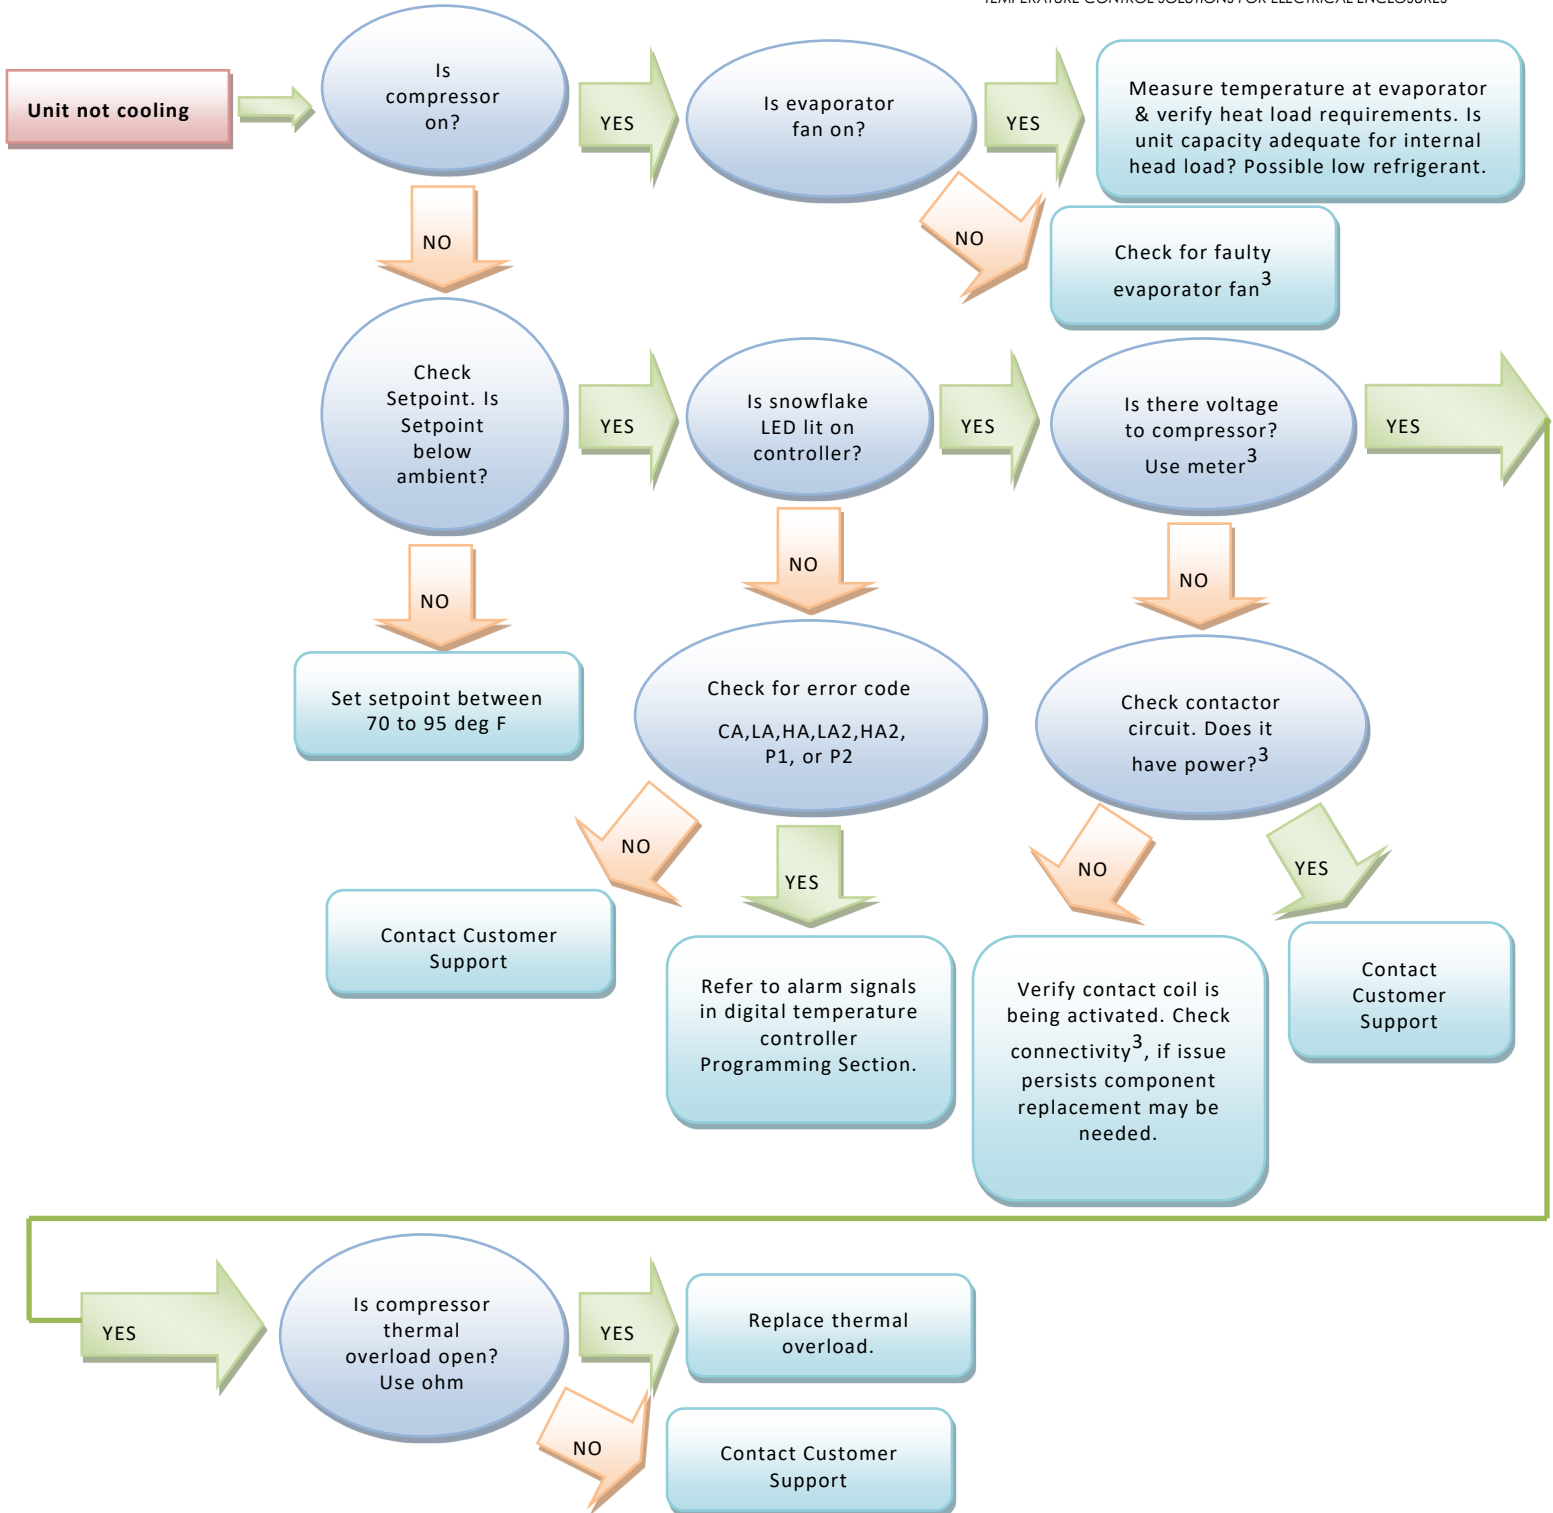 TEMPERATURE CONTROL SOLUTIONS FOR ELECTRICAL ENCLOSURES
Unit not cooling
Is
compressor
on?
YES
Is evaporator
fan on?
YES
Measure temperature at evaporator
& verify heat load requirements. Is
unit capacity adequate for internal
head load? Possible low refrigerant.
NO
NO
Check for faulty
evaporator fan3
Check
Setpoint. Is
Setpoint
below
ambient?
YES
Is snowflake
LED lit on
controller?
YES
Is there voltage
to compressor?
Use meter3
YES
NO
NO
NO
Set setpoint between
70 to 95 deg F
Check for error code
CA,LA,HA,LA2,HA2,
P1, or P2
Check contactor
circuit. Does it
have power?3
NO
YES
NO
YES
Contact Customer
Support
Refer to alarm signals
in digital temperature
controller
Programming Section.
Verify contact coil is
being activated. Check
connectivity3, if issue
persists component
replacement may be
needed.
Contact
Customer
Support
YES
Is compressor
thermal
overload open?
Use ohm
YES
Replace thermal
overload.
NO
Contact Customer
Support